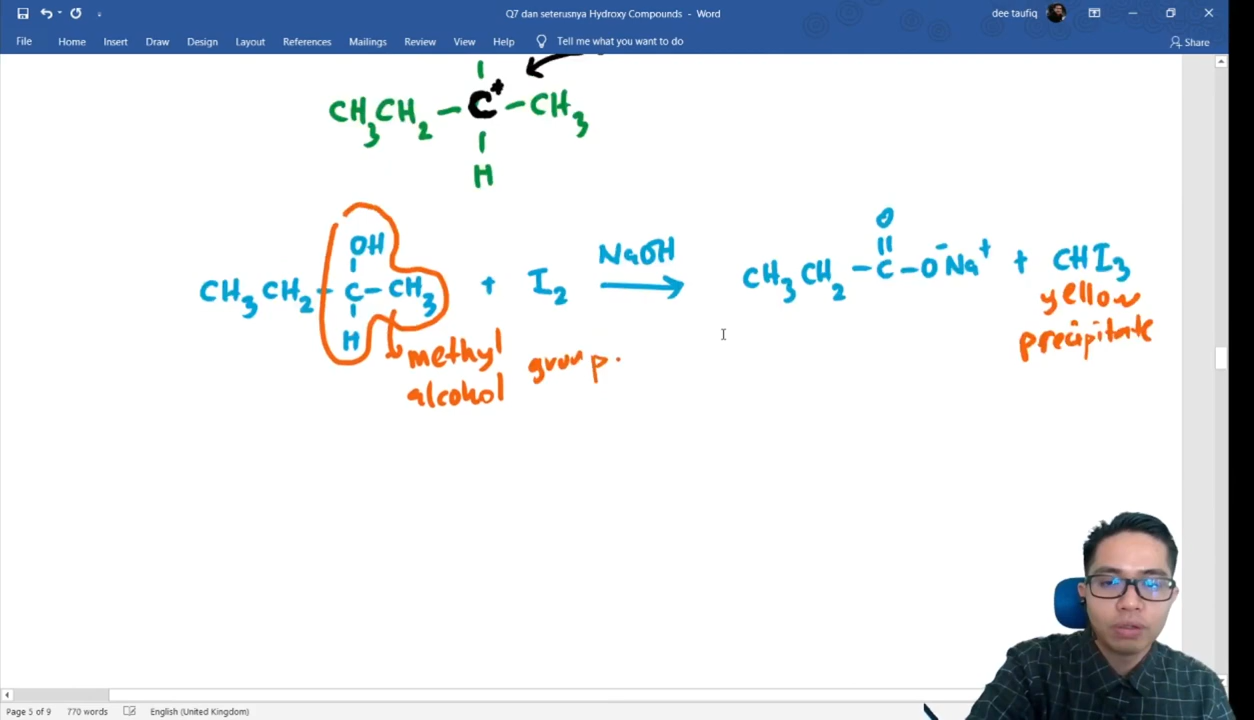 Q7 dan seterusnya Hydroxy Compounds - Word
dee taufiq
File Home Insert Draw Design Layout References Mailings Review View Help Tell me what you want to do
Share
CH3CH2 - C* - CH3
H
OH
CH3CH2 - C - CH3 + I2
H
NaOH
O
CH3CH2 - C - O⁻Na⁺ + CHI3
yellow
precipitate
methyl
alcohol group.
Page 5 of 9 770 words English (United Kingdom)